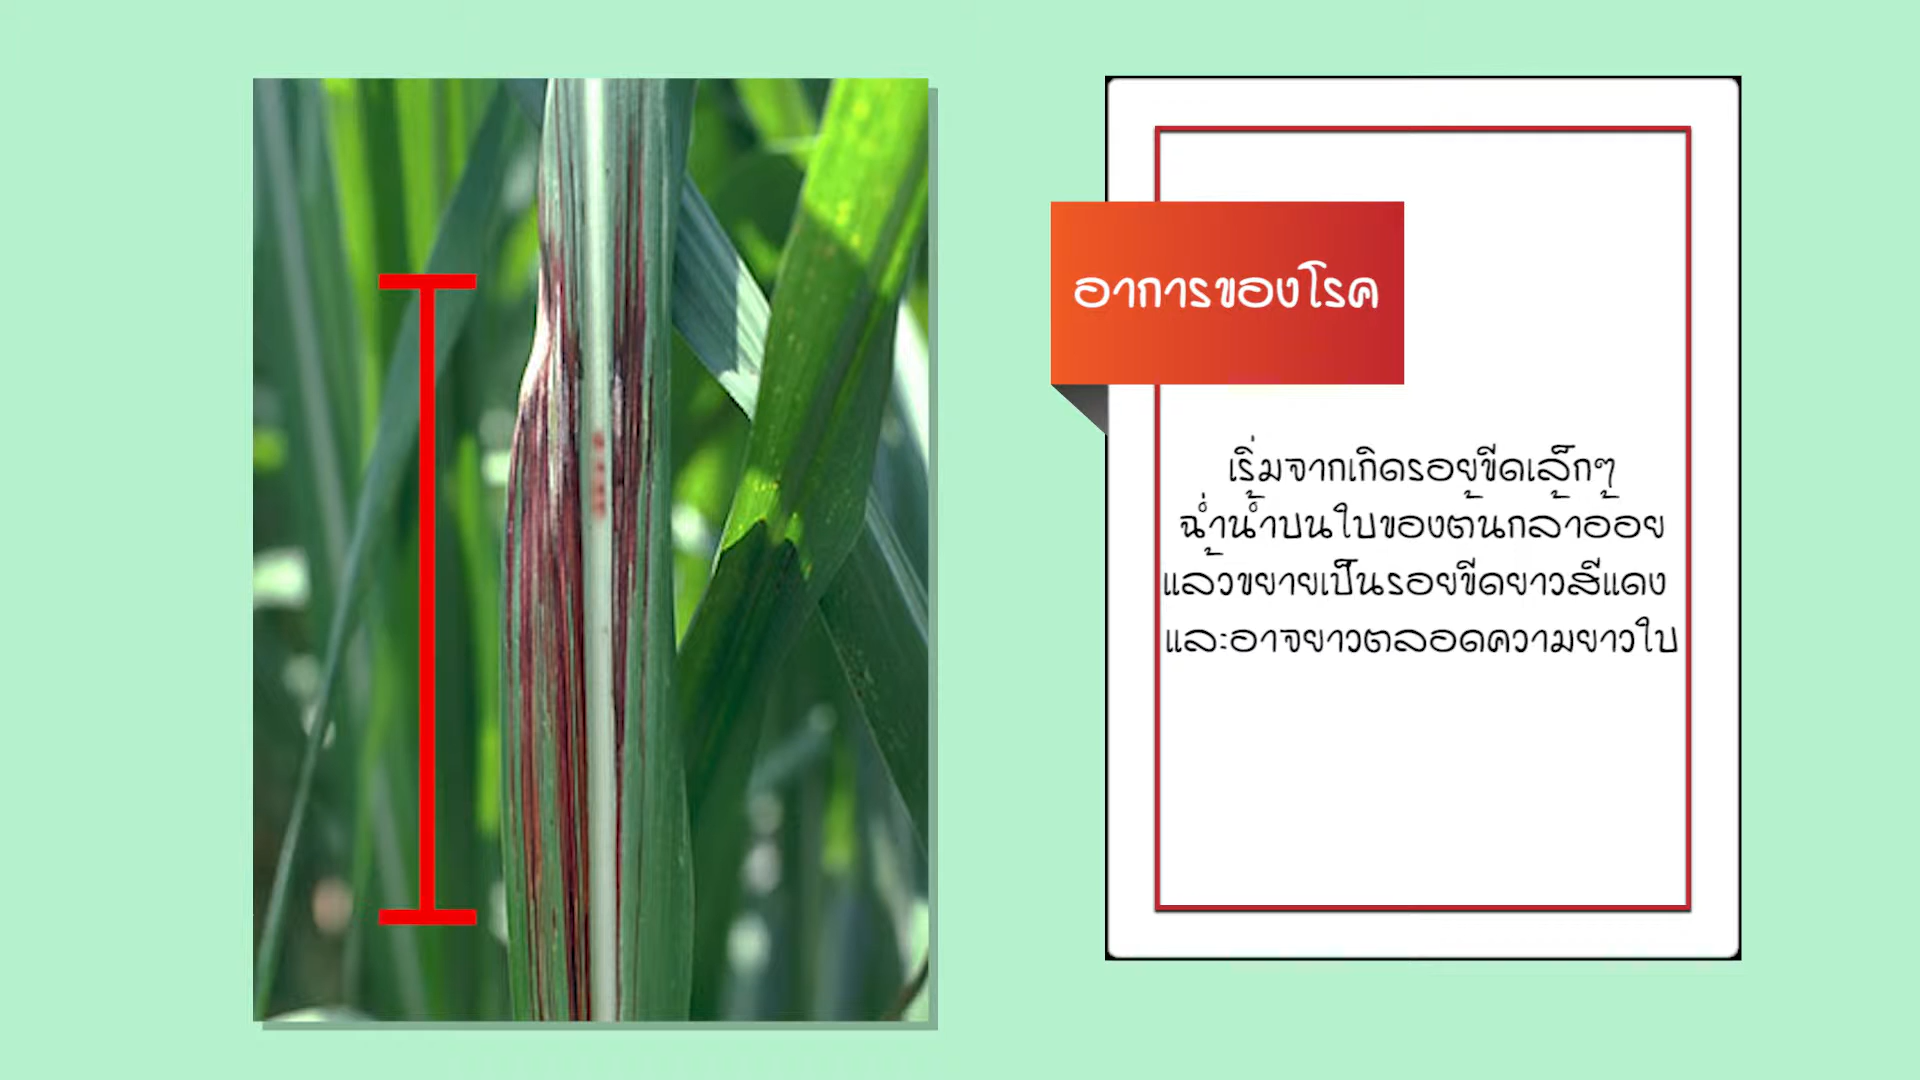 อาการของโรค
เริ่มจากเกิดรอยขีดเล็กๆ
ฉ่ำน้ำบนใบของต้นกล้าอ้อย
แล้วขยายเป็นรอยขีดยาวสีแดง
และอาจยาวตลอดความยาวใบ